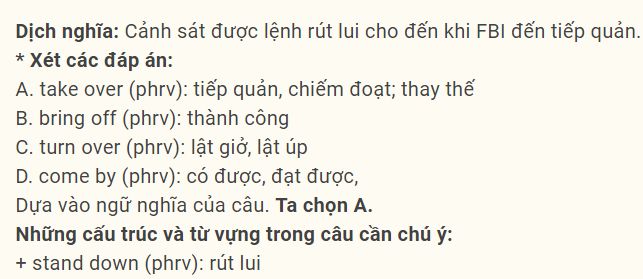 Dịch nghĩa: Cảnh sát được lệnh rút lui cho đến khi FBI đến tiếp quản.
* Xét các đáp án:
A. take over (phrv): tiếp quản, chiếm đoạt; thay thế
B. bring off (phrv): thành công
C. turn over (phrv): lật giở, lật úp
D. come by (phrv): có được, đạt được,
Dựa vào ngữ nghĩa của câu. Ta chọn A.
Những cấu trúc và từ vựng trong câu cần chú ý:
+ stand down (phrv): rút lui